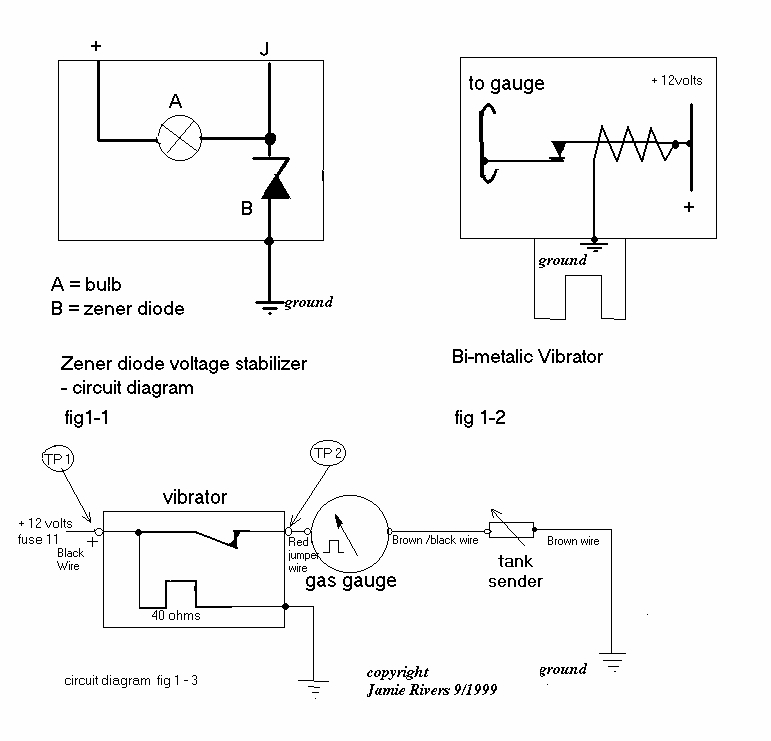 + J
A
B
A = bulb
B = zener diode
ground
Zener diode voltage stabilizer
- circuit diagram
fig1-1
to gauge
+ 12volts
+
ground
Bi-metalic Vibrator
fig 1-2
TP 1
TP 2
vibrator
+ 12 volts
fuse 11
+
Black
Wire
40 ohms
Red
jumper
wire
gas gauge
Brown /black wire
tank
sender
Brown wire
ground
circuit diagram fig 1 - 3
copyright
Jamie Rivers 9/1999